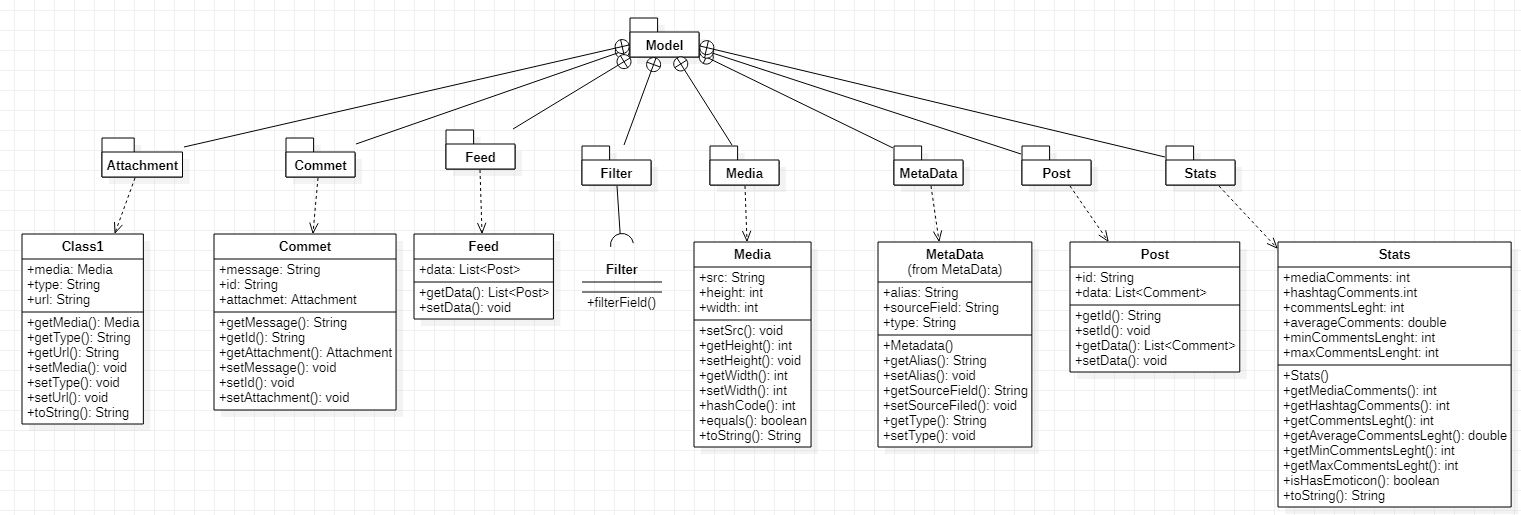 Model
Attachment
Commet
Feed
Filter
Media
MetaData
Post
Stats
Class1
+media: Media
+type: String
+url: String
+getMedia(): Media
+getType(): String
+getUrl(): String
+setMedia(): void
+setType(): void
+setUrl(): void
+toString(): String
Commet
+message: String
+id: String
+attachmet: Attachment
+getMessage(): String
+getId(): String
+getAttachment(): Attachment
+setMessage(): void
+setId(): void
+setAttachment(): void
Feed
+data: List<Post>
+getData(): List<Post>
+setData(): void
Filter
+filterField()
Media
+src: String
+height: int
+width: int
+setSrc(): void
+getHeight(): int
+setHeight(): void
+getWidth(): int
+setWidth(): int
+hashCode(): int
+equals(): boolean
+toString(): String
MetaData
(from MetaData)
+alias: String
+sourceField: String
+type: String
+Metadata()
+getAlias(): String
+setAlias(): void
+getSourceField(): String
+setSourceFiled(): void
+getType(): String
+setType(): void
Post
+id: String
+data: List<Comment>
+getId(): String
+setId(): void
+getData(): List<Comment>
+setData(): void
Stats
+mediaComments: int
+hashtagComments.int
+commentsLeght: int
+averageComments: double
+minCommentsLenght: int
+maxCommentsLenght: int
+Stats()
+getMediaComments(): int
+getHashtagComments(): int
+getCommentsLeght(): int
+getAverageCommentsLeght(): double
+getMinCommentsLeght(): int
+getMaxCommentsLeght(): int
+isHasEmoticon(): boolean
+toString(): String